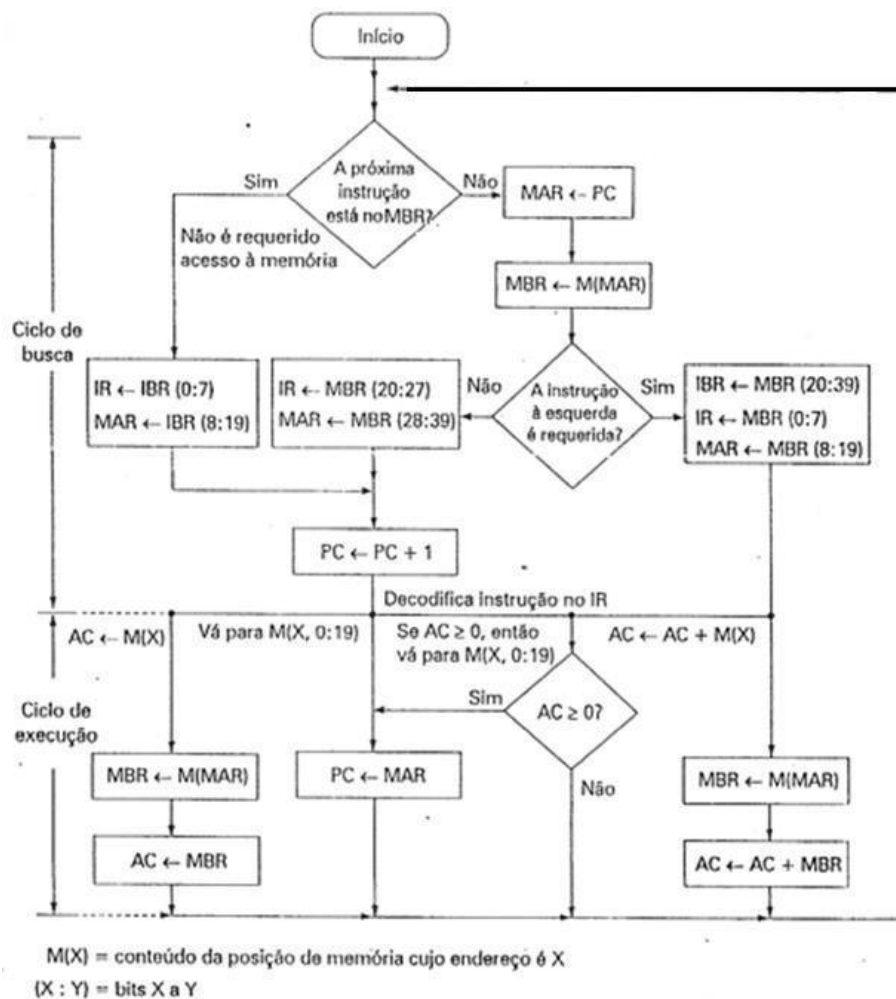 Início
A próxima
instrução
está no MBR?
Sim
Não
MAR ← PC
Não é requerido
acesso à memória
MBR ← M(MAR)
Ciclo de
busca
IR ← IBR (0:7)
MAR ← IBR (8:19)
IR ← MBR (20:27)
MAR ← MBR (28:39)
Não
A instrução
à esquerda
é requerida?
Sim
IBR ← MBR (20:39)
IR ← MBR (0:7)
MAR ← MBR (8:19)
PC ← PC + 1
Decodifica instrução no IR
AC ← M(X)
Vá para M(X, 0:19)
Se AC ≥ 0, então
vá para M(X, 0:19)
AC ← AC + M(X)
Sim
AC ≥ 0?
Ciclo de
execução
MBR ← M(MAR)
PC ← MAR
Não
MBR ← M(MAR)
AC ← MBR
AC ← AC + MBR
M(X) = conteúdo da posição de memória cujo endereço é X
(X : Y) = bits X a Y